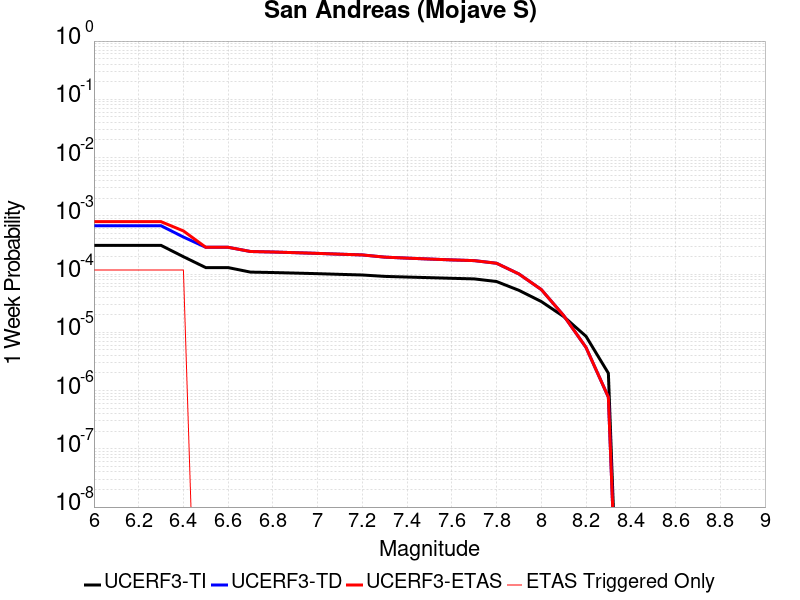 San Andreas (Mojave S)
10^0
10^-1
10^-2
10^-3
10^-4
10^-5
10^-6
10^-7
10^-8
1 Week Probability
6 6.2 6.4 6.6 6.8 7 7.2 7.4 7.6 7.8 8 8.2 8.4 8.6 8.8 9
Magnitude
UCERF3-TI UCERF3-TD UCERF3-ETAS ETAS Triggered Only